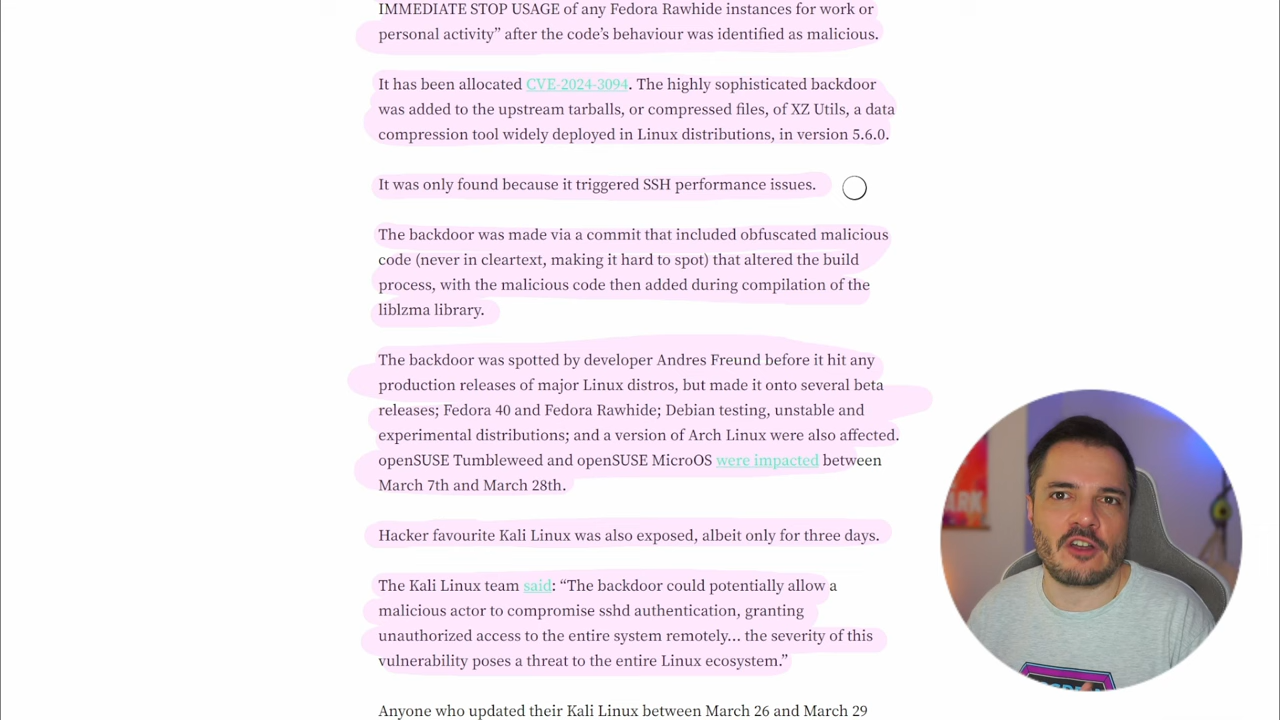 IMMEDIATE STOP USAGE of any Fedora Rawhide instances for work or
personal activity” after the code’s behaviour was identified as malicious.
It has been allocated CVE-2024-3094. The highly sophisticated backdoor
was added to the upstream tarballs, or compressed files, of XZ Utils, a data
compression tool widely deployed in Linux distributions, in version 5.6.0.
It was only found because it triggered SSH performance issues.
The backdoor was made via a commit that included obfuscated malicious
code (never in cleartext, making it hard to spot) that altered the build
process, with the malicious code then added during compilation of the
liblzma library.
The backdoor was spotted by developer Andres Freund before it hit any
production releases of major Linux distros, but made it onto several beta
releases; Fedora 40 and Fedora Rawhide; Debian testing, unstable and
experimental distributions; and a version of Arch Linux were also affected.
openSUSE Tumbleweed and openSUSE MicroOS were impacted between
March 7th and March 28th.
Hacker favourite Kali Linux was also exposed, albeit only for three days.
The Kali Linux team said: “The backdoor could potentially allow a
malicious actor to compromise sshd authentication, granting
unauthorized access to the entire system remotely… the severity of this
vulnerability poses a threat to the entire Linux ecosystem.”
Anyone who updated their Kali Linux between March 26 and March 29